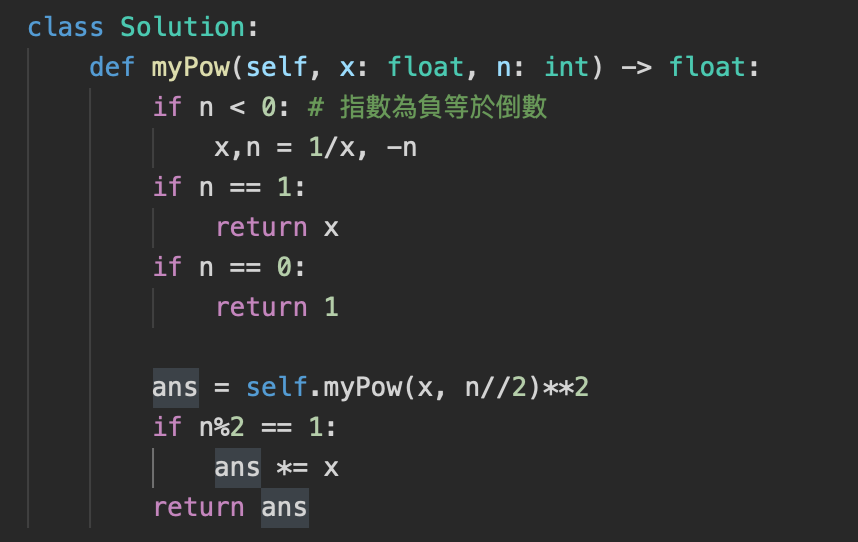 class Solution:
    def myPow(self, x: float, n: int) -> float:
        if n < 0: # 指數為負等於倒數
            x,n = 1/x, -n
        if n == 1:
            return x
        if n == 0:
            return 1

        ans = self.myPow(x, n//2)**2
        if n%2 == 1:
            ans *= x
        return ans